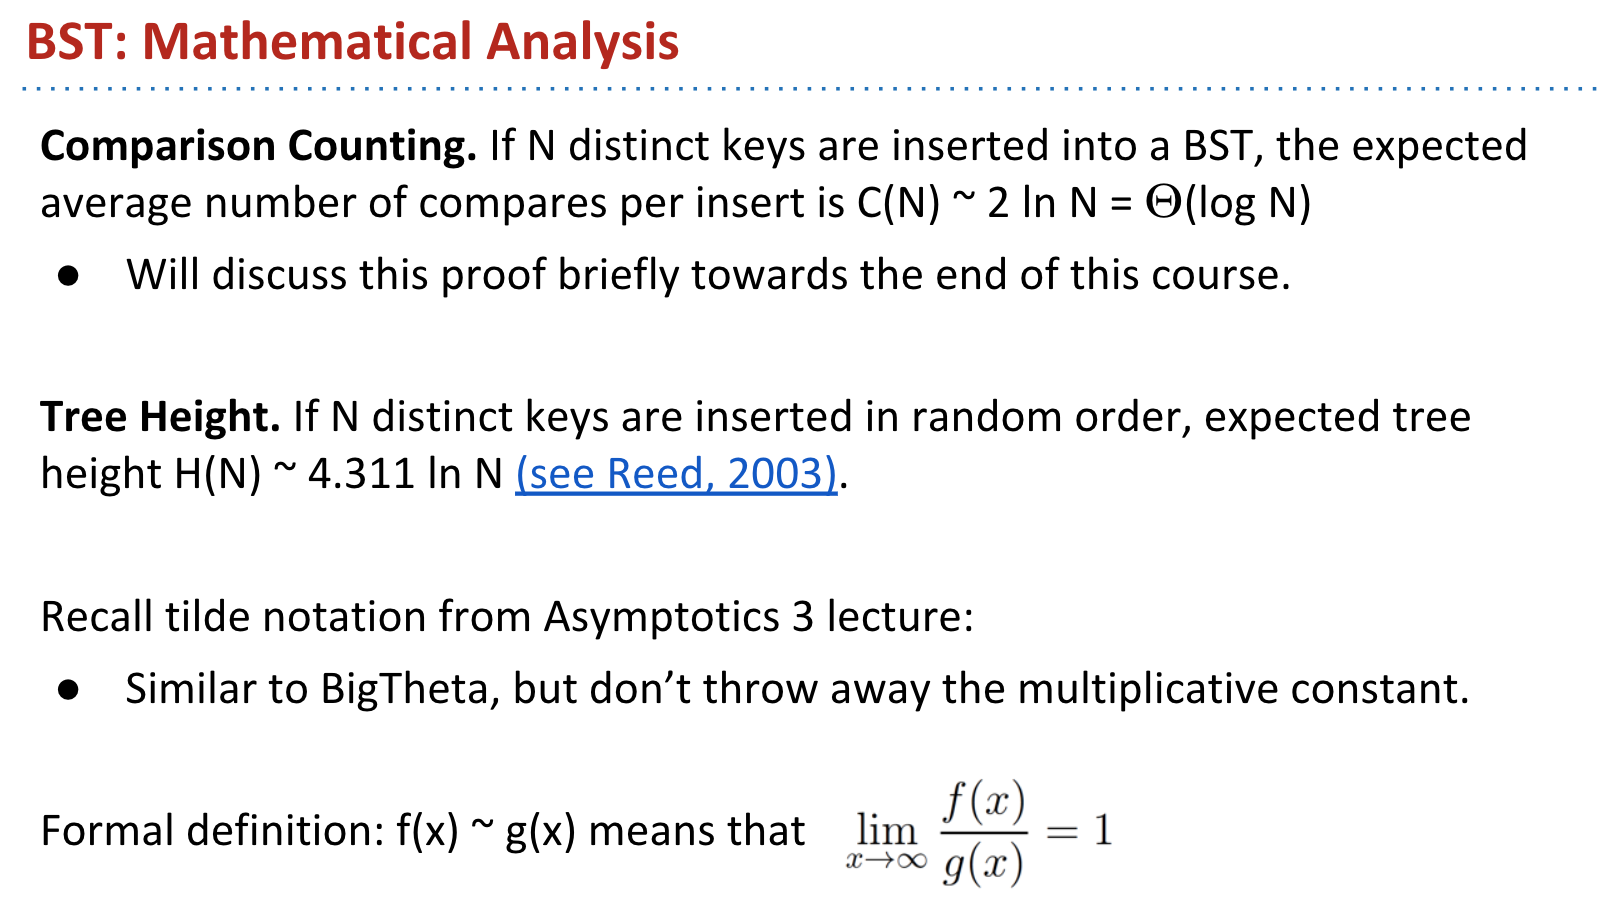 BST: Mathematical Analysis
Comparison Counting. If N distinct keys are inserted into a BST, the expected
average number of compares per insert is C(N) ~ 2 ln N = Θ(log N)
● Will discuss this proof briefly towards the end of this course.
Tree Height. If N distinct keys are inserted in random order, expected tree
height H(N) ~ 4.311 ln N (see Reed, 2003).
Recall tilde notation from Asymptotics 3 lecture:
● Similar to BigTheta, but don’t throw away the multiplicative constant.
Formal definition: f(x) ~ g(x) means that lim x→∞ f(x)/g(x) = 1